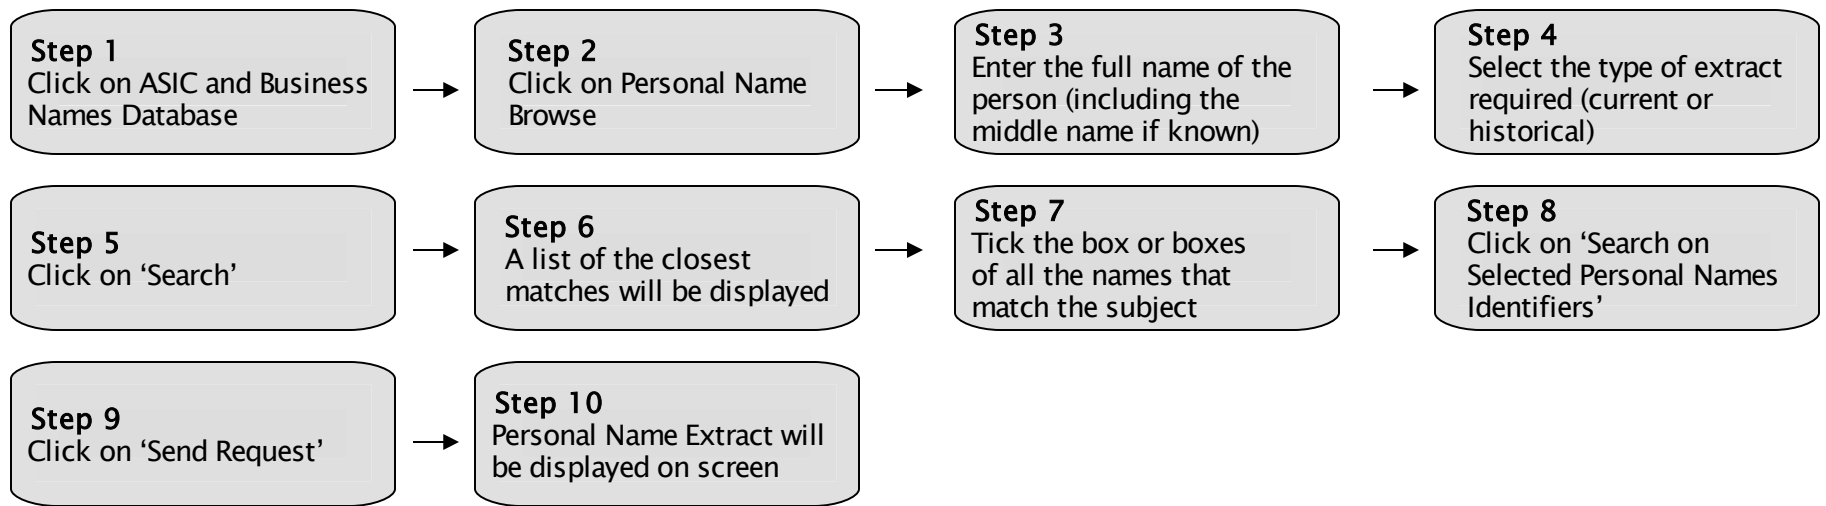 Step 1
Click on ASIC and Business
Names Database
Step 2
Click on Personal Name
Browse
Step 3
Enter the full name of the
person (including the
middle name if known)
Step 4
Select the type of extract
required (current or
historical)
Step 5
Click on ‘Search’
Step 6
A list of the closest
matches will be displayed
Step 7
Tick the box or boxes
of all the names that
match the subject
Step 8
Click on ‘Search on
Selected Personal Names
Identifiers’
Step 9
Click on ‘Send Request’
Step 10
Personal Name Extract will
be displayed on screen